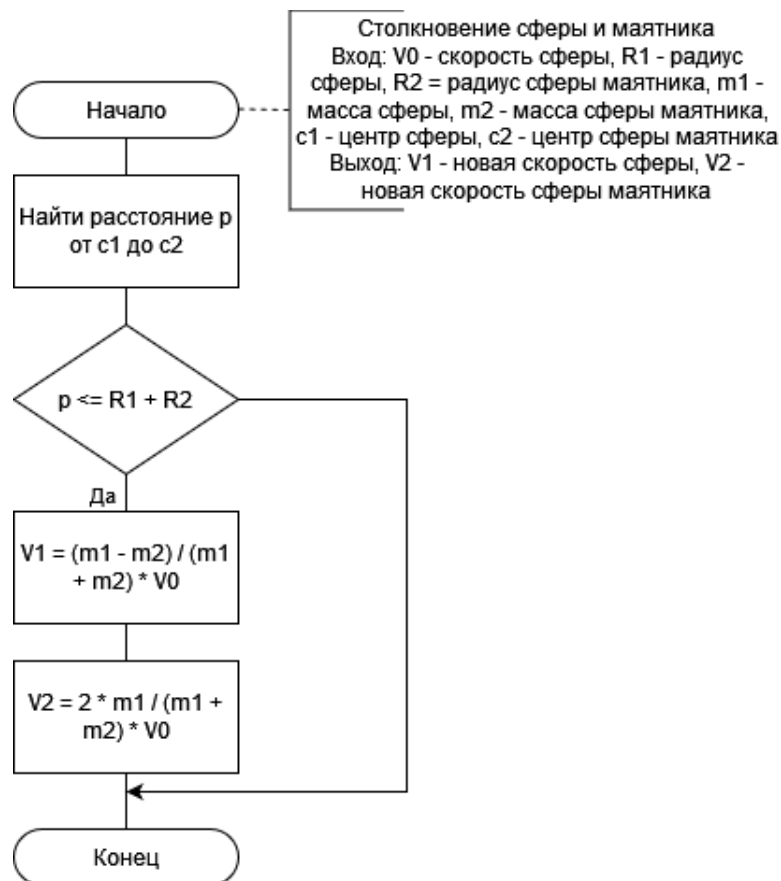 Столкновение сферы и маятника
Вход: V0 - скорость сферы, R1 - радиус
сферы, R2 = радиус сферы маятника, m1 -
масса сферы, m2 - масса сферы маятника,
c1 - центр сферы, c2 - центр сферы маятника
Выход: V1 - новая скорость сферы, V2 -
новая скорость сферы маятника
Начало
Найти расстояние p
от c1 до c2
p <= R1 + R2
Да
V1 = (m1 - m2) / (m1
+ m2) * V0
V2 = 2 * m1 / (m1 +
m2) * V0
Конец